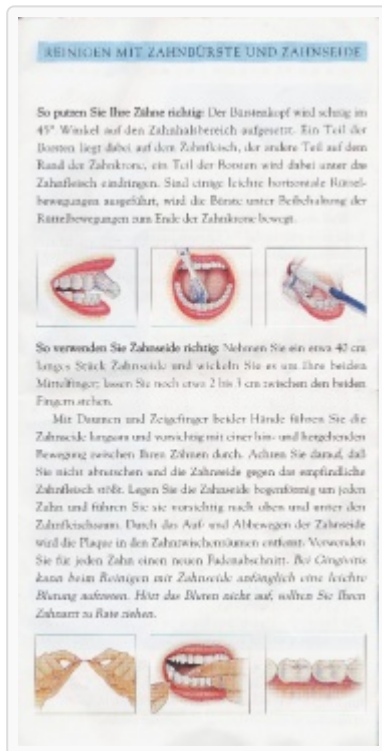 REINIGEN MIT ZAHNBÜRSTE UND ZAHNSEIDE
So putzen Sie Ihre Zähne richtig: Der Bürstenkopf wird schräg im
45° Winkel auf den Zahnhalsbereich aufgesetzt. Ein Teil der
Borsten liegt dabei auf dem Zahnfleisch, der andere Teil auf dem
Rand der Zahnkrone, ein Teil der Borsten wird dabei unter das
Zahnfleisch eindringen. Sind einige leichte horizontale Rüttel-
bewegungen ausgeführt, wird die Bürste unter Beibehaltung der
Rüttelbewegungen zum Ende der Zahnkrone bewegt.
So verwenden Sie Zahnseide richtig: Nehmen Sie ein etwa 40 cm
langes Stück Zahnseide und wickeln Sie es um Ihre beiden
Mittelfinger; lassen Sie noch etwa 2 bis 3 cm zwischen den beiden
Fingern stehen.
Mit Daumen und Zeigefinger beider Hände führen Sie die
Zahnseide langsam und vorsichtig mit einer hin- und hergehenden
Bewegung zwischen Ihren Zähnen durch. Achten Sie darauf, daß
Sie nicht abrutschen und die Zahnseide gegen das empfindliche
Zahnfleisch stößt. Legen Sie die Zahnseide bogenförmig um jeden
Zahn und führen Sie sie vorsichtig nach oben und unter den
Zahnfleischsaum. Durch das Auf- und Abbewegen der Zahnseide
wird die Plaque in den Zahnzwischenräumen entfernt. Verwenden
Sie für jeden Zahn einen neuen Fadenabschnitt. Bei Gingivitis
kann beim Reinigen mit Zahnseide anfänglich eine leichte
Blutung auftreten. Hört das Bluten nicht auf, sollten Sie Ihren
Zahnarzt zu Rate ziehen.